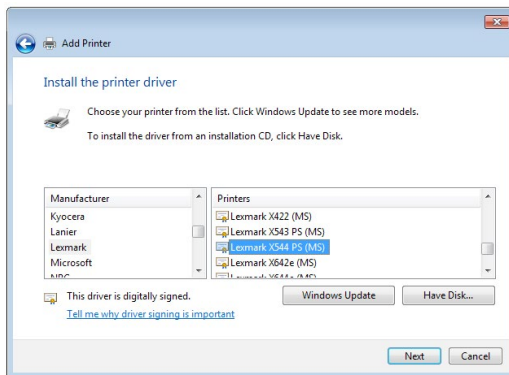 Add Printer
Install the printer driver
Choose your printer from the list. Click Windows Update to see more models.
To install the driver from an installation CD, click Have Disk.
Manufacturer
Kyocera
Lanier
Lexmark
Microsoft
Printers
Lexmark X422 (MS)
Lexmark X543 PS (MS)
Lexmark X544 PS (MS)
Lexmark X642e (MS)
This driver is digitally signed.
Tell me why driver signing is important
Windows Update
Have Disk...
Next
Cancel